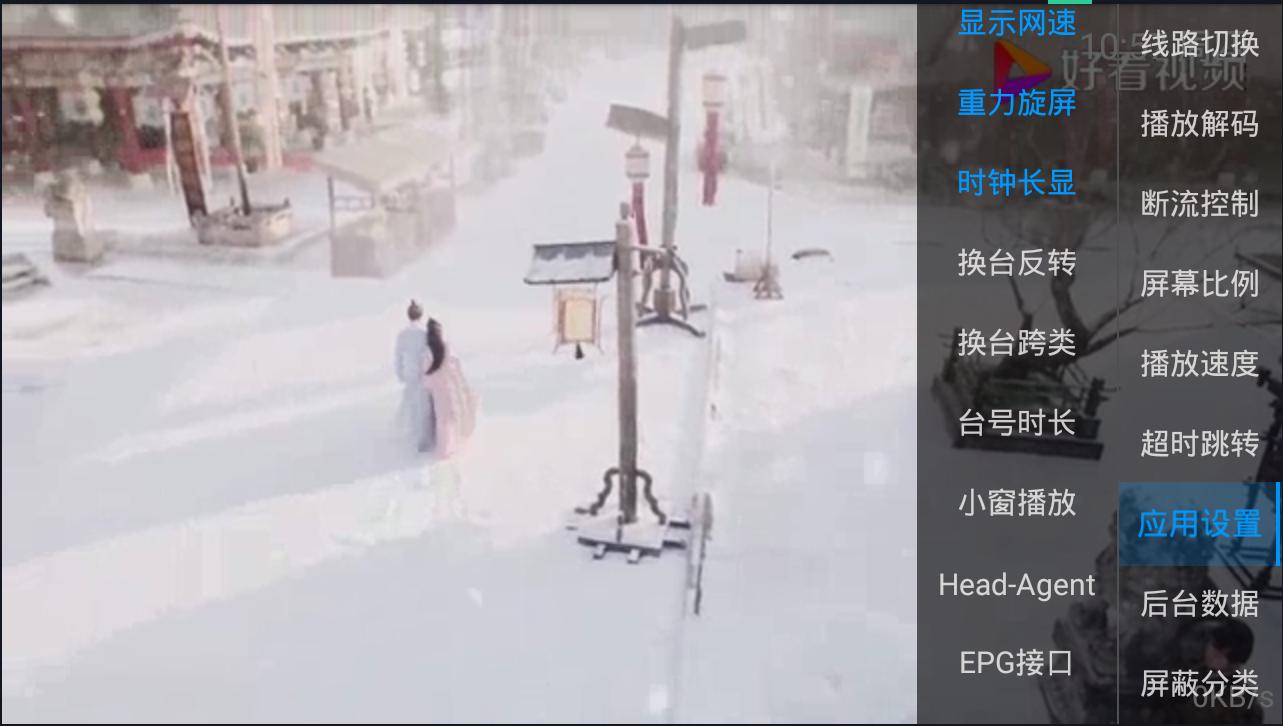 显示网速
重力旋屏
时钟长显
换台反转
换台跨类
台号时长
小窗播放
Head-Agent
EPG接口
线路切换
好看视频
播放解码
断流控制
屏幕比例
播放速度
超时跳转
应用设置
后台数据
屏蔽分类
0KB/s